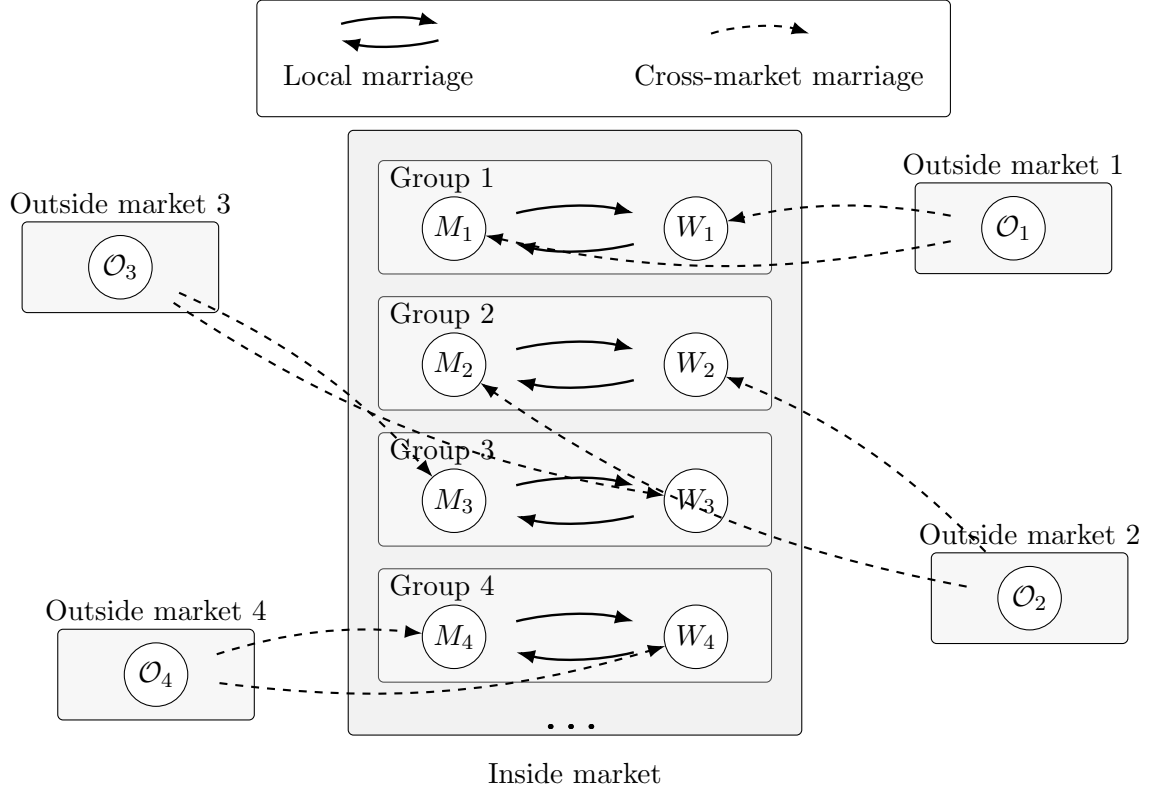 Local marriage
Cross-market marriage
Group 1
M₁
W₁
Outside market 1
𝒪₁
Outside market 3
𝒪₃
Group 2
M₂
W₂
Group 3
M₃
W₃
Outside market 2
𝒪₂
Group 4
M₄
W₄
Outside market 4
𝒪₄
...
Inside market